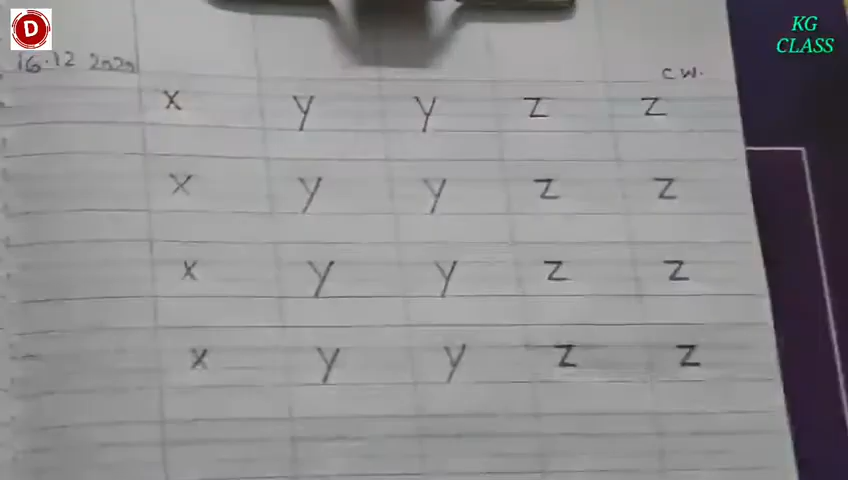 D
KG
CLASS
16.12 2020
C W.
x y y z z
x y y z z
x y y z z
x y y z z